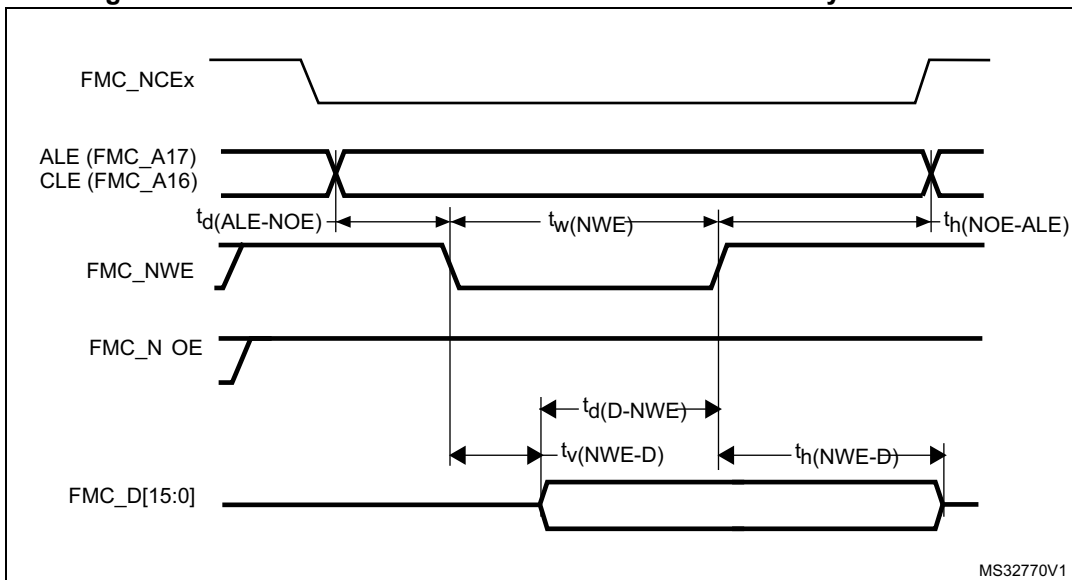 FMC_NCEx
ALE (FMC_A17)
CLE (FMC_A16)
td(ALE-NOE)
tw(NWE)
th(NOE-ALE)
FMC_NWE
FMC_N OE
td(D-NWE)
tv(NWE-D)
th(NWE-D)
FMC_D[15:0]
MS32770V1